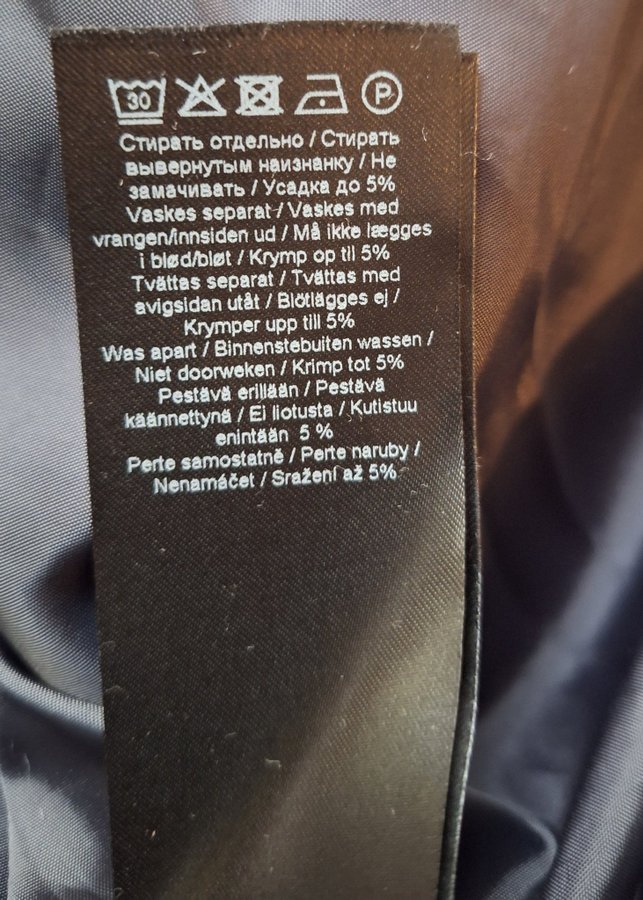 30 P
Стирать отдельно / Стирать
вывернутым наизнанку / Не
замачивать / Усадка до 5%
Vaskes separat / Vaskes med
vrangen/innsiden ud / Må ikke lægges
i blød/bløt / Krymp op til 5%
Tvättas separat / Tvättas med
avigsidan utåt / Blötlägges ej /
Krymper upp till 5%
Was apart / Binnenstebuiten wassen /
Niet doorweken / Krimp tot 5%
Pestävä erillään / Pestävä
käännettynä / Ei liotusta / Kutistuu
enintään 5 %
Perte samostatně / Perte naruby /
Nenamáčet / Sražení až 5%